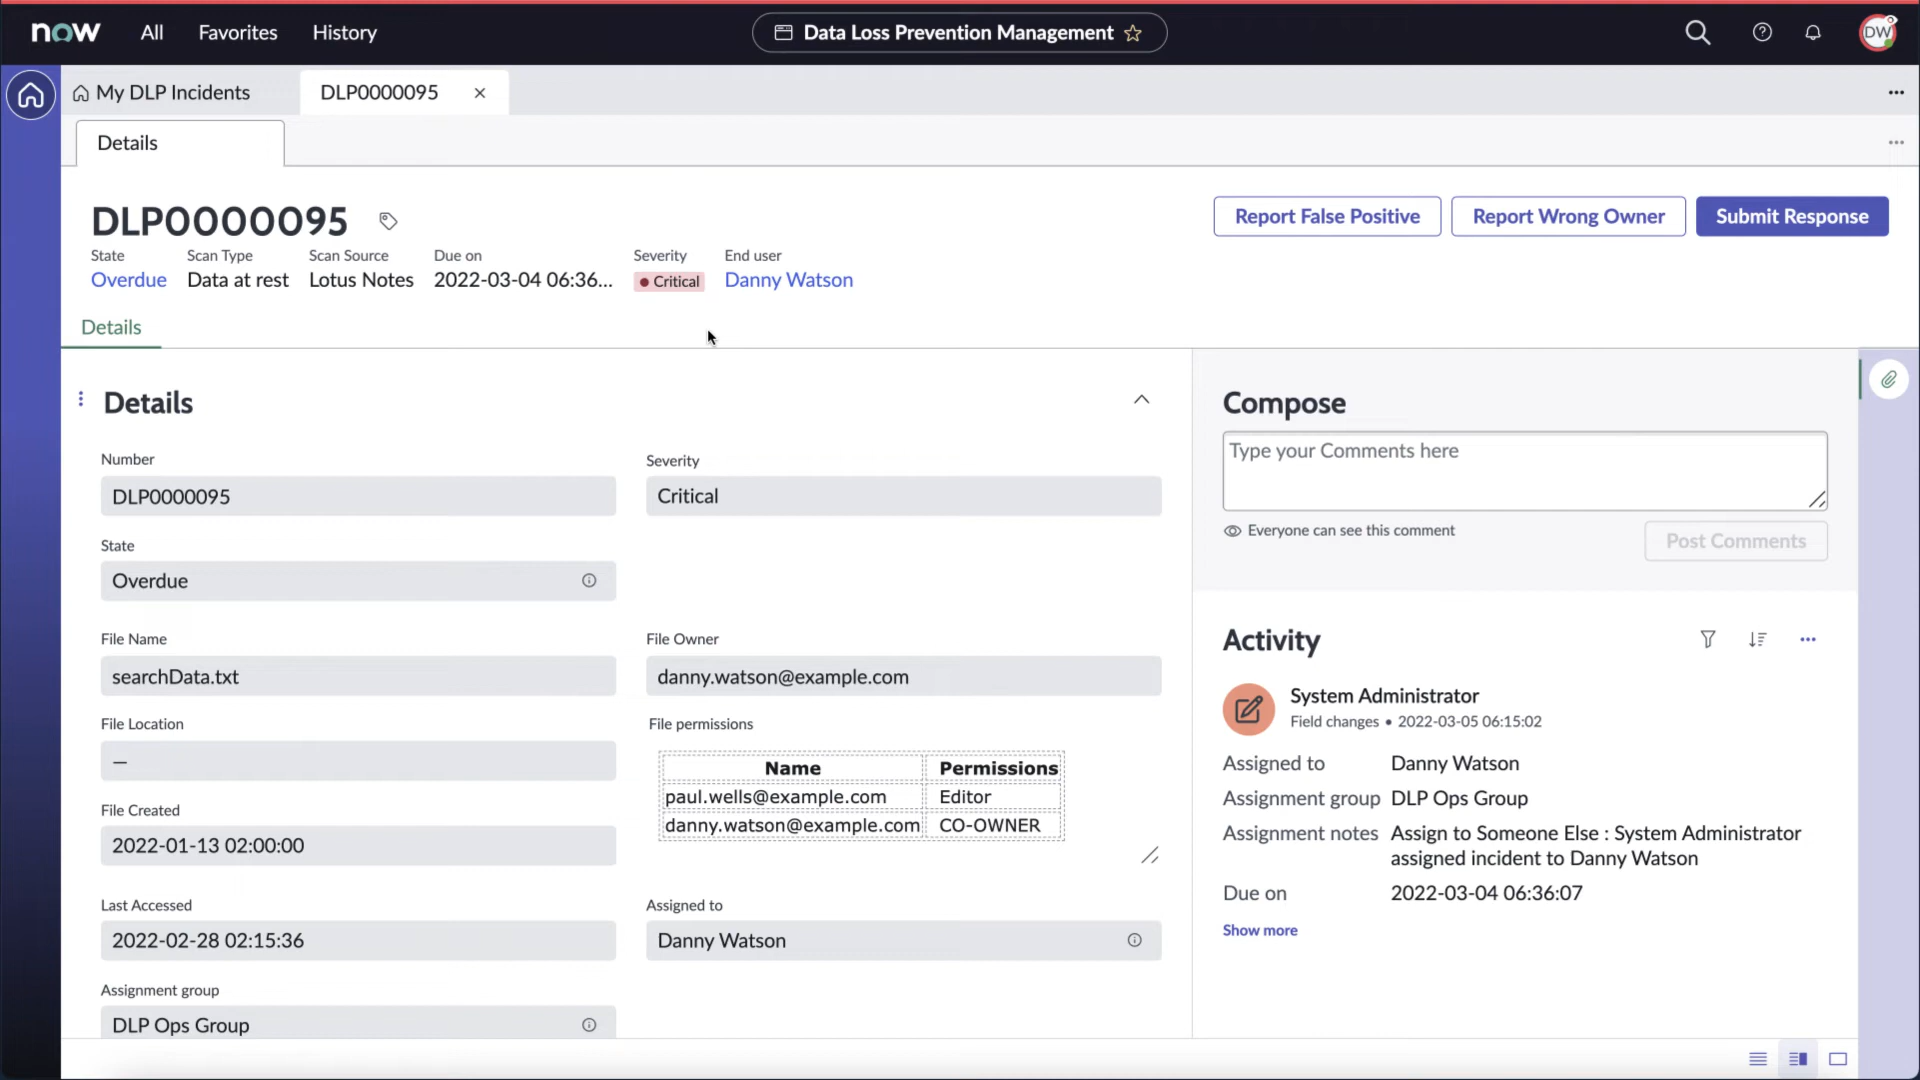 now All Favorites History Data Loss Prevention Management DW
My DLP Incidents DLP0000095
Details
DLP0000095
Report False Positive Report Wrong Owner Submit Response
State Scan Type Scan Source Due on Severity End user
Overdue Data at rest Lotus Notes 2022-03-04 06:36... Critical Danny Watson
Details
Details
Number
DLP0000095
Severity
Critical
State
Overdue
File Name
searchData.txt
File Owner
danny.watson@example.com
File Location
—
File permissions
Name Permissions
paul.wells@example.com Editor
danny.watson@example.com CO-OWNER
File Created
2022-01-13 02:00:00
Last Accessed
2022-02-28 02:15:36
Assigned to
Danny Watson
Assignment group
DLP Ops Group
Compose
Type your Comments here
Everyone can see this comment
Post Comments
Activity
System Administrator
Field changes • 2022-03-05 06:15:02
Assigned to Danny Watson
Assignment group DLP Ops Group
Assignment notes Assign to Someone Else : System Administrator
assigned incident to Danny Watson
Due on 2022-03-04 06:36:07
Show more